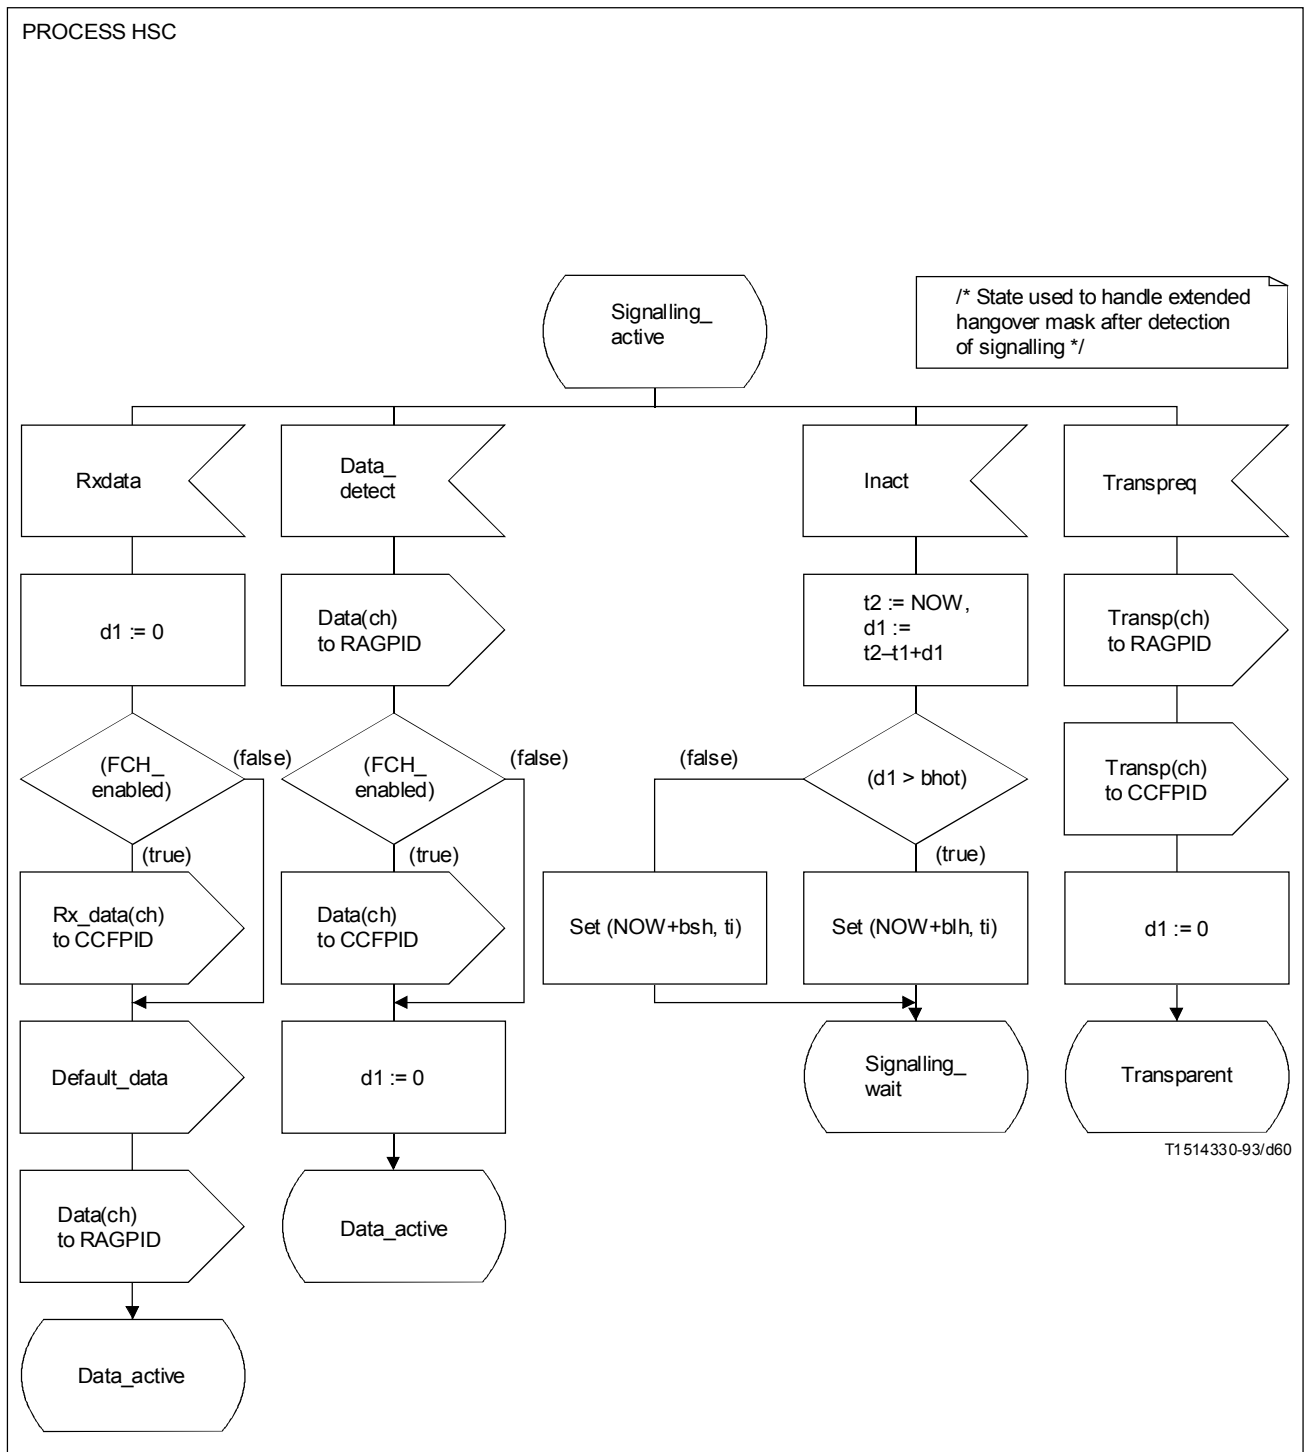 PROCESS HSC
Signalling_
active
/* State used to handle extended
hangover mask after detection
of signalling */
Rxdata
Data_
detect
Inact
Transpreq
d1 := 0
Data(ch)
to RAGPID
t2 := NOW,
d1 :=
t2–t1+d1
Transp(ch)
to RAGPID
(FCH_
enabled)
(false)
(true)
(FCH_
enabled)
(false)
(true)
(false)
(d1 > bhot)
(true)
Transp(ch)
to CCFPID
Rx_data(ch)
to CCFPID
Data(ch)
to CCFPID
Set (NOW+bsh, ti)
Set (NOW+blh, ti)
d1 := 0
Default_data
d1 := 0
Signalling_
wait
Transparent
T1514330-93/d60
Data(ch)
to RAGPID
Data_active
Data_active